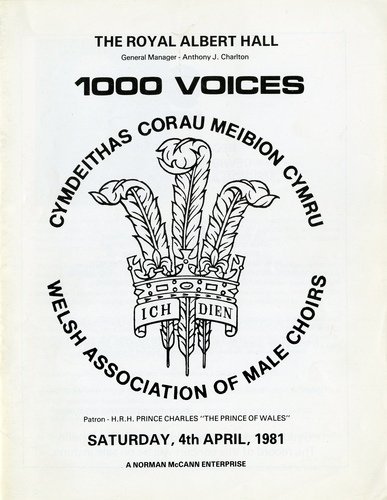 THE ROYAL ALBERT HALL
General Manager - Anthony J. Charlton
1000 VOICES
CYMDEITHAS CORAU MEIBION CYMRU
ICH DIEN
WELSH ASSOCIATION OF MALE CHOIRS
Patron - H.R.H. PRINCE CHARLES "THE PRINCE OF WALES"
SATURDAY, 4th APRIL, 1981
A NORMAN McCANN ENTERPRISE